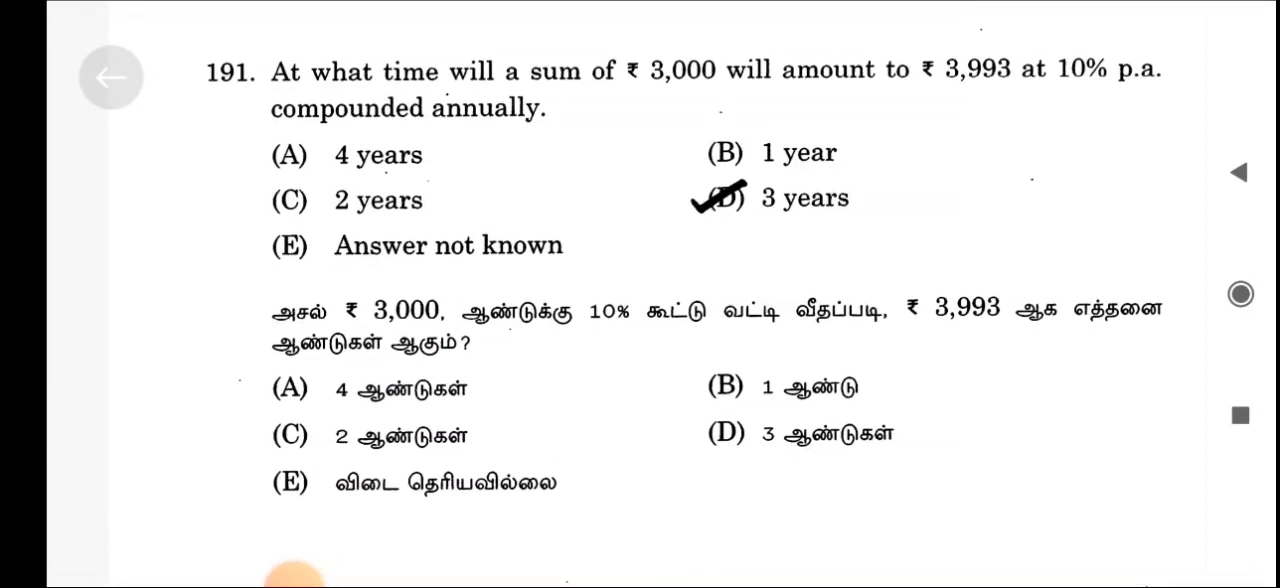 191. At what time will a sum of ₹ 3,000 will amount to ₹ 3,993 at 10% p.a.
compounded annually.
(A) 4 years (B) 1 year
(C) 2 years (D) 3 years
(E) Answer not known
அசல் ₹ 3,000, ஆண்டுக்கு 10% கூட்டு வட்டி வீதப்படி, ₹ 3,993 ஆக எத்தனை
ஆண்டுகள் ஆகும்?
(A) 4 ஆண்டுகள் (B) 1 ஆண்டு
(C) 2 ஆண்டுகள் (D) 3 ஆண்டுகள்
(E) விடை தெரியவில்லை